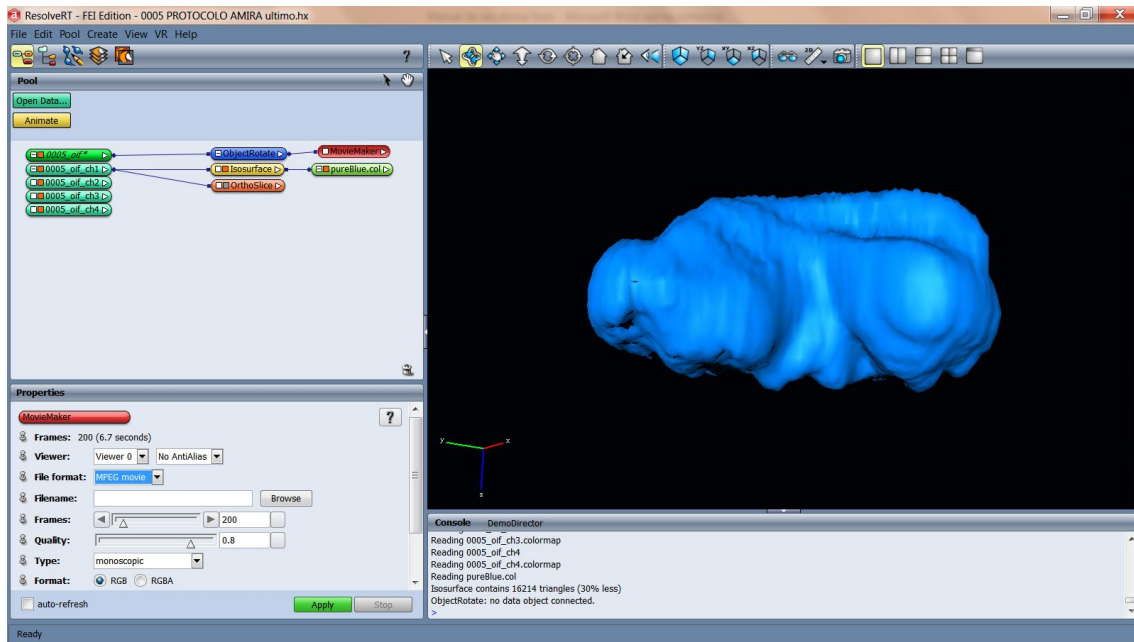 ResolveRT - FEI Edition - 0005 PROTOCOLO AMIRA ultimo.hx
File Edit Pool Create View VR Help
?
YZ XY XZ 2D
Pool
Open Data...
Animate
0005_oif* ObjectRotate MovieMaker
0005_oif_ch1 Isosurface pureBlue.col
0005_oif_ch2 OrthoSlice
0005_oif_ch3
0005_oif_ch4
Properties
MovieMaker ?
Frames: 200 (6.7 seconds)
Viewer: Viewer 0 No AntiAlias
File format: MPEG movie
Filename: Browse
Frames: 200
Quality: 0.8
Type: monoscopic
Format: RGB RGBA
auto-refresh Apply Stop
y x
z
Console DemoDirector
Reading 0005_oif_ch3.colormap
Reading 0005_oif_ch4
Reading 0005_oif_ch4.colormap
Reading pureBlue.col
Isosurface contains 16214 triangles (30% less)
ObjectRotate: no data object connected.
>
Ready